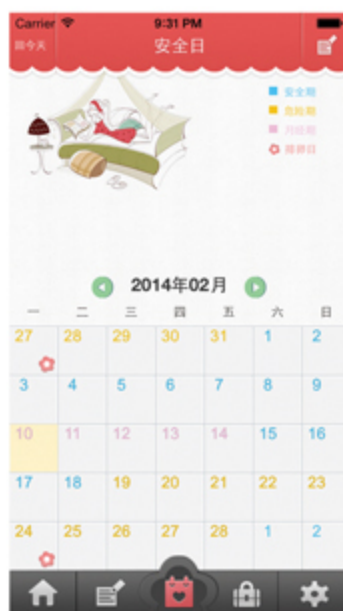 Carrier 9:31 PM
回今天 安全日
安全期
危险期
月经期
排卵日
2014年02月
一 二 三 四 五 六 日
27 28 29 30 31 1 2
3 4 5 6 7 8 9
10 11 12 13 14 15 16
17 18 19 20 21 22 23
24 25 26 27 28 1 2